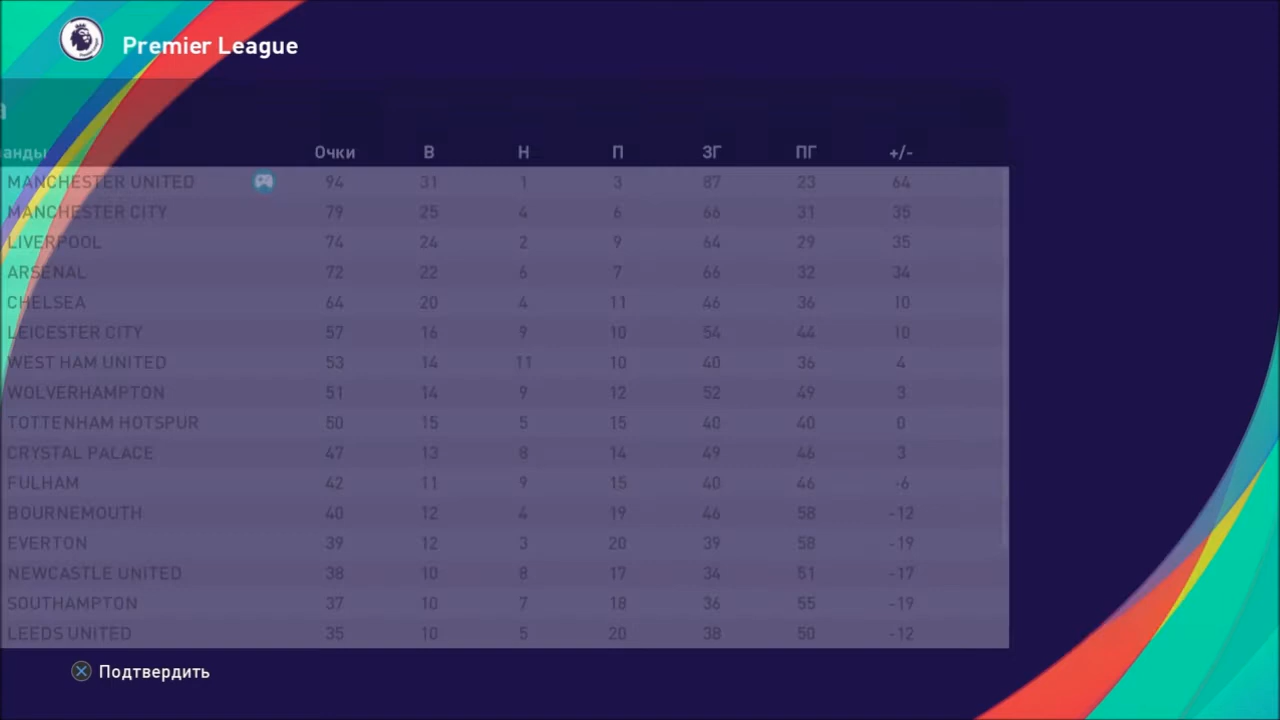 Premier League
а
анды Очки В Н П ЗГ ПГ +/-
MANCHESTER UNITED 94 31 1 3 87 23 64
MANCHESTER CITY 79 25 4 6 66 31 35
LIVERPOOL 74 24 2 9 64 29 35
ARSENAL 72 22 6 7 66 32 34
CHELSEA 64 20 4 11 46 36 10
LEICESTER CITY 57 16 9 10 54 44 10
WEST HAM UNITED 53 14 11 10 40 36 4
WOLVERHAMPTON 51 14 9 12 52 49 3
TOTTENHAM HOTSPUR 50 15 5 15 40 40 0
CRYSTAL PALACE 47 13 8 14 49 46 3
FULHAM 42 11 9 15 40 46 -6
BOURNEMOUTH 40 12 4 19 46 58 -12
EVERTON 39 12 3 20 39 58 -19
NEWCASTLE UNITED 38 10 8 17 34 51 -17
SOUTHAMPTON 37 10 7 18 36 55 -19
LEEDS UNITED 35 10 5 20 38 50 -12
Подтвердить